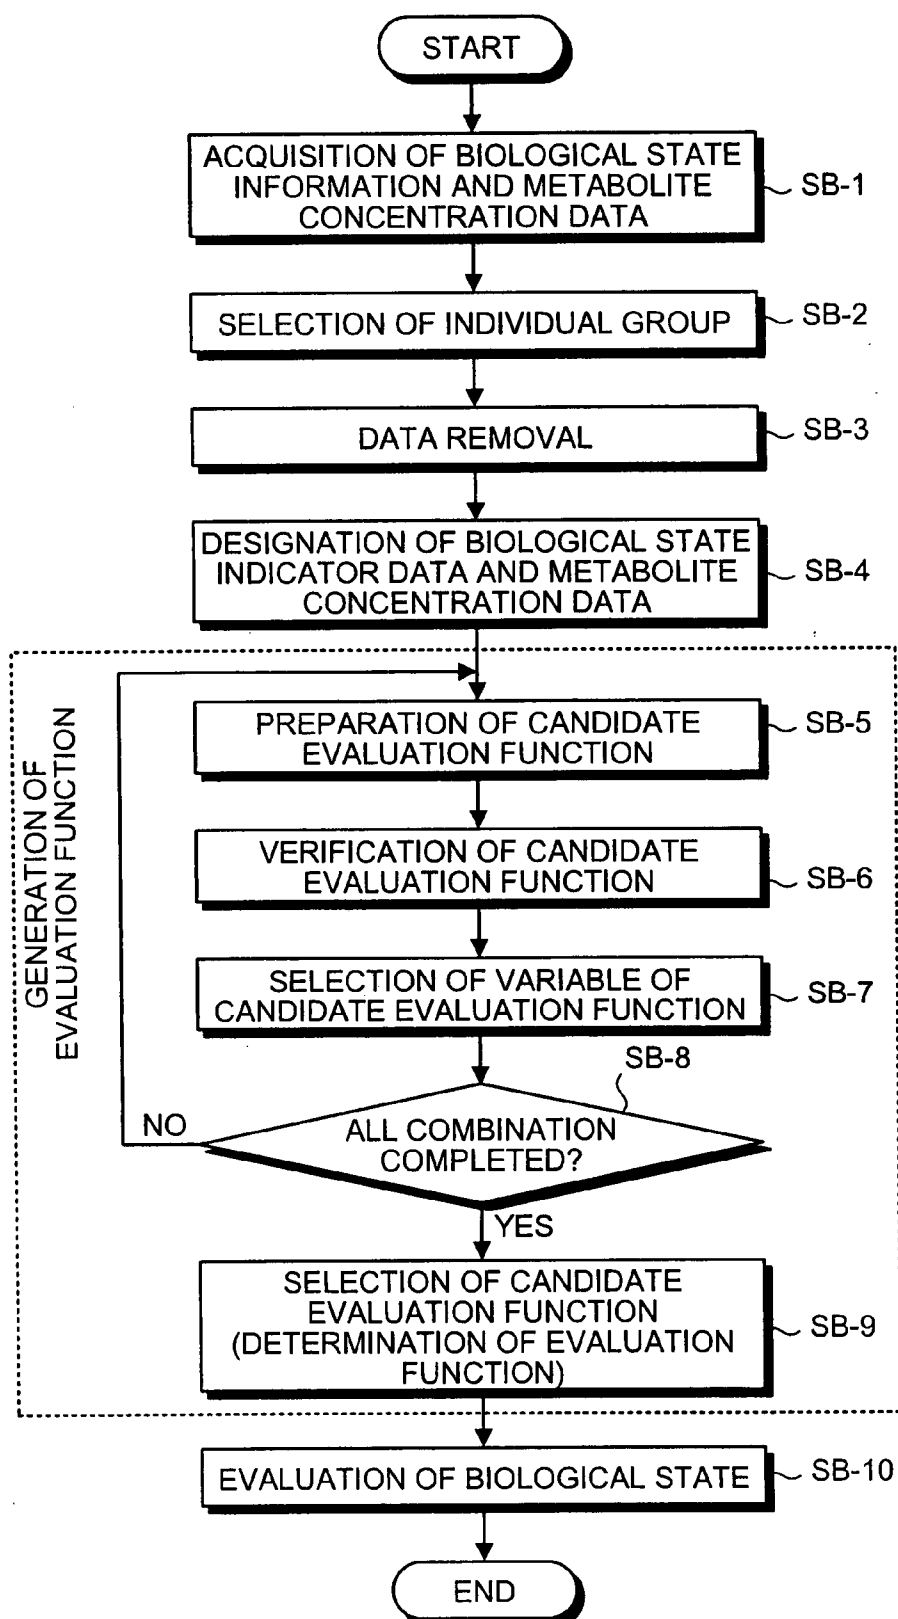 START
ACQUISITION OF BIOLOGICAL STATE
INFORMATION AND METABOLITE
CONCENTRATION DATA
SB-1
SELECTION OF INDIVIDUAL GROUP
SB-2
DATA REMOVAL
SB-3
DESIGNATION OF BIOLOGICAL STATE
INDICATOR DATA AND METABOLITE
CONCENTRATION DATA
SB-4
GENERATION OF
EVALUATION FUNCTION
PREPARATION OF CANDIDATE
EVALUATION FUNCTION
SB-5
VERIFICATION OF CANDIDATE
EVALUATION FUNCTION
SB-6
SELECTION OF VARIABLE OF
CANDIDATE EVALUATION FUNCTION
SB-7
SB-8
ALL COMBINATION
COMPLETED?
NO
YES
SELECTION OF CANDIDATE
EVALUATION FUNCTION
(DETERMINATION OF EVALUATION
FUNCTION)
SB-9
EVALUATION OF BIOLOGICAL STATE
SB-10
END